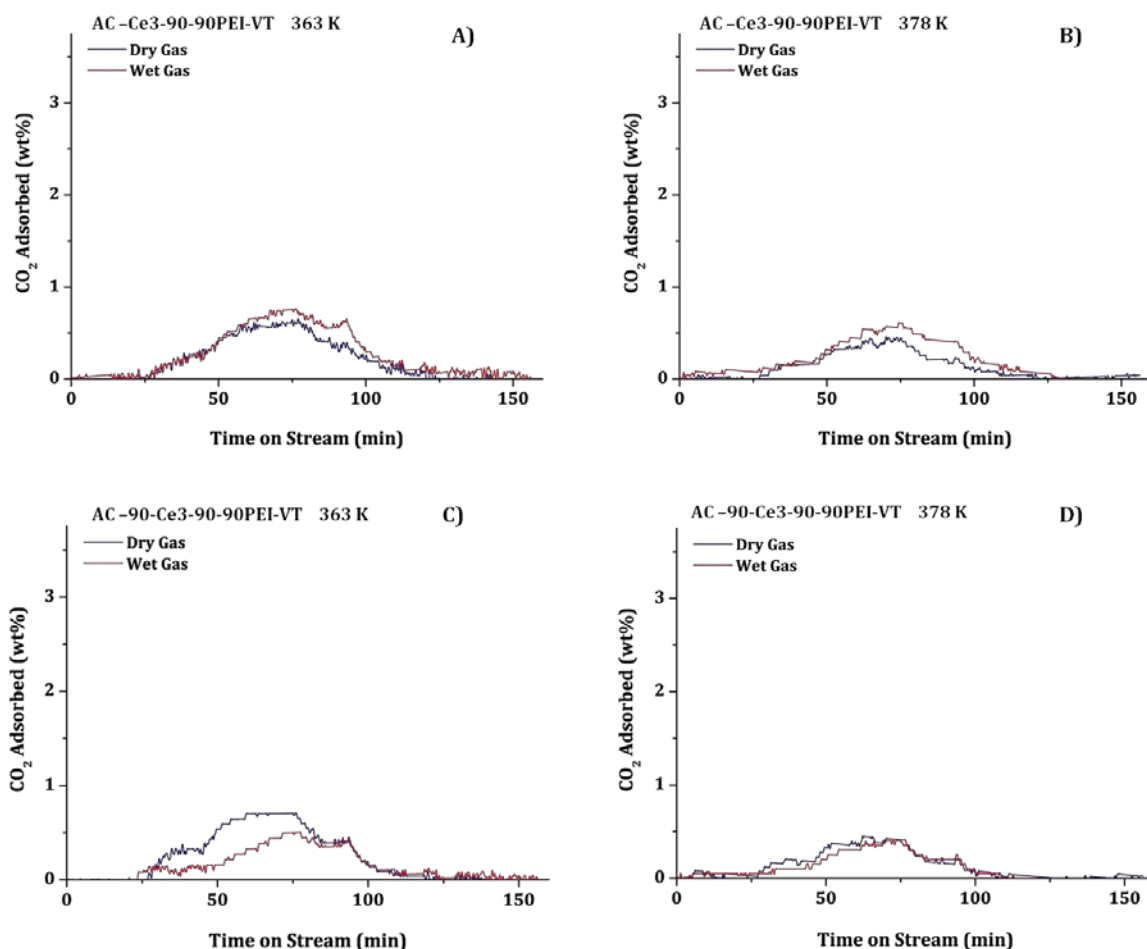 AC –Ce3-90-90PEI-VT 363 K
A)
Dry Gas
Wet Gas
3
2
1
0
0
50
100
150
CO₂ Adsorbed (wt%)
Time on Stream (min)
AC –Ce3-90-90PEI-VT 378 K
B)
Dry Gas
Wet Gas
3
2
1
0
0
50
100
150
CO₂ Adsorbed (wt%)
Time on Stream (min)
AC –90-Ce3-90-90PEI-VT 363 K
C)
Dry Gas
Wet Gas
3
2
1
0
0
50
100
150
CO₂ Adsorbed (wt%)
Time on Stream (min)
AC –90-Ce3-90-90PEI-VT 378 K
D)
Dry Gas
Wet Gas
3
2
1
0
0
50
100
150
CO₂ Adsorbed (wt%)
Time on Stream (min)